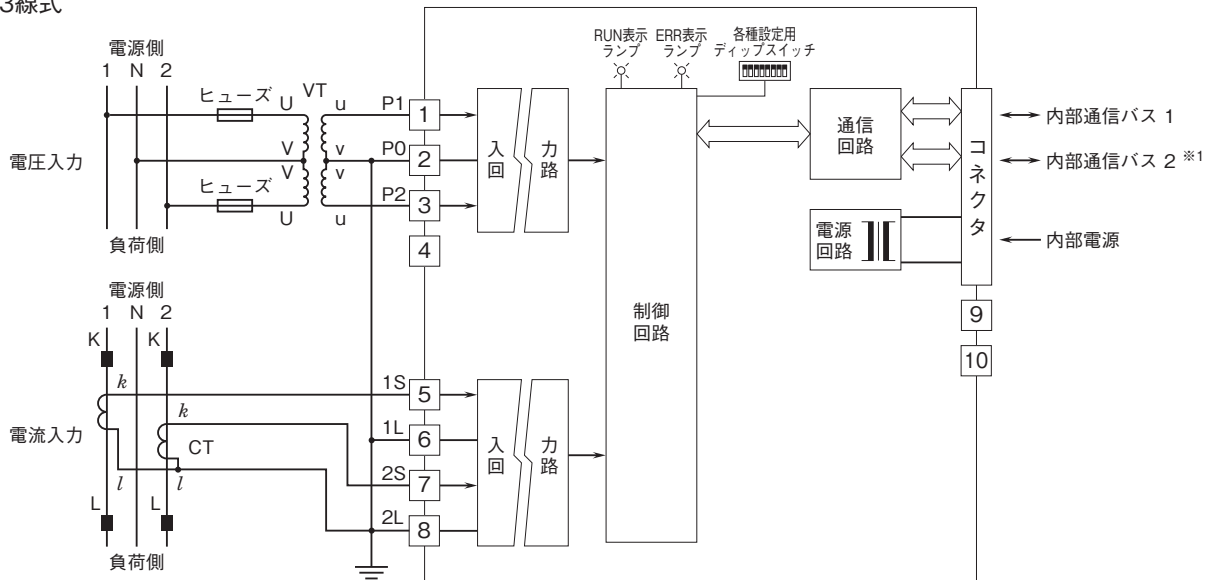 3線式
電源側
1 N 2
ヒューズ
U
VT
u
P1
1
V
v
P0
2
V
v
ヒューズ
U
u
P2
3
4
電圧入力
負荷側
入力
回路
RUN表示
ランプ
ERR表示
ランプ
各種設定用
ディップスイッチ
制御
回路
通信
回路
電源
回路
コネクタ
内部通信バス 1
内部通信バス 2 ※1
内部電源
9
10
電源側
1 N 2
K
K
k
k
1S
5
1L
6
2S
7
2L
8
電流入力
CT
l
l
L
L
負荷側
入力
回路